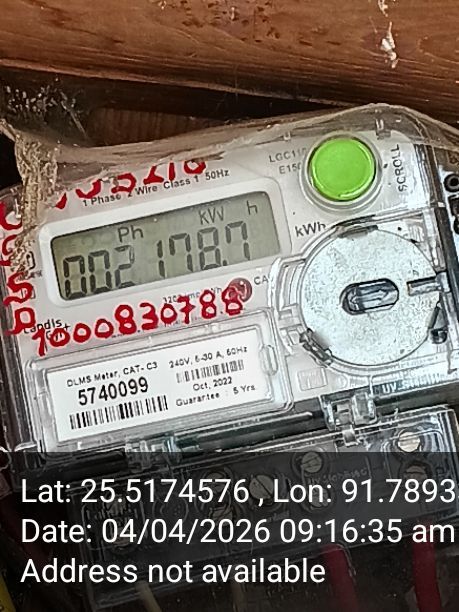 LGC110
E150
SCROLL
1 Phase 2 Wire Class 1 50Hz
Ph kW h
002178.7
kWh
1000830788
DLMS Meter, CAT- C3
5740099
240V, 5-30 A, 50Hz
Oct, 2022
Guarantee : 5 Yrs.
Lat: 25.5174576 , Lon: 91.7893
Date: 04/04/2026 09:16:35 am
Address not available